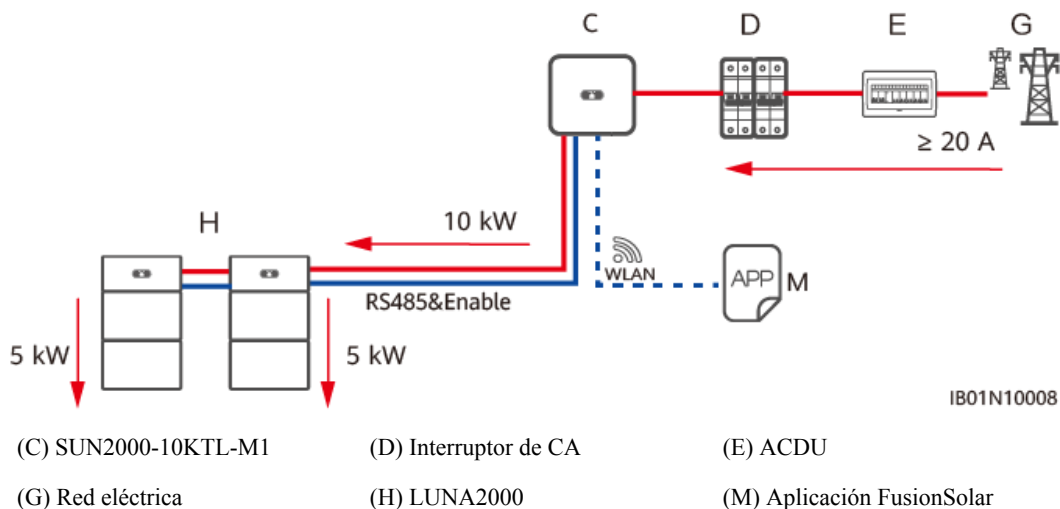 C
D
E
G
≥ 20 A
H
10 kW
WLAN
APP
M
RS485&Enable
5 kW
5 kW
IB01N10008
(C) SUN2000-10KTL-M1
(D) Interruptor de CA
(E) ACDU
(G) Red eléctrica
(H) LUNA2000
(M) Aplicación FusionSolar